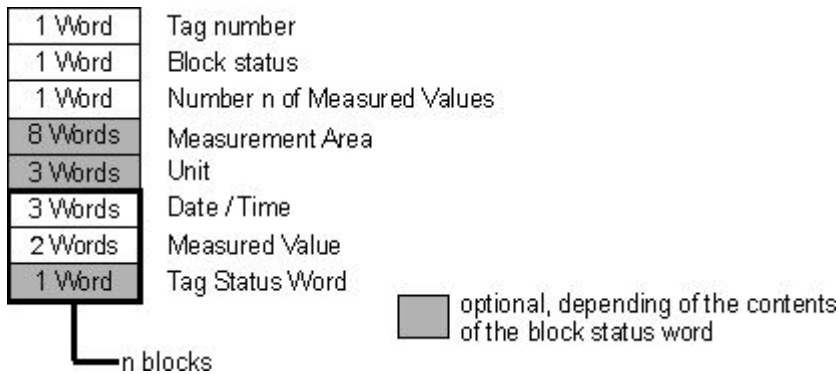 1 Word Tag number
1 Word Block status
1 Word Number n of Measured Values
8 Words Measurement Area
3 Words Unit
3 Words Date / Time
2 Words Measured Value
1 Word Tag Status Word
optional, depending of the contents
of the block status word
n blocks